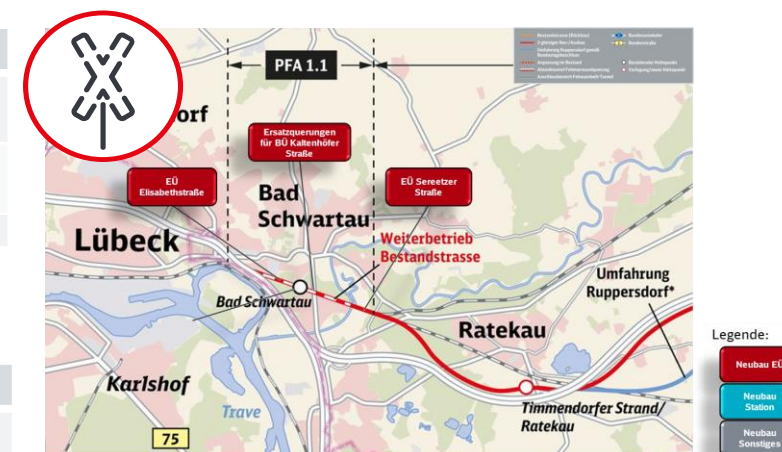 PFA 1.1
orf
Ersatzquerungen
für BÜ Kaltenhöfer
Straße
EÜ
Elisabethstraße
EÜ Sereetzer
Straße
Bad
Schwartau
Lübeck
Weiterbetrieb
Bestandstrasse
Umfahrung
Ruppersdorf*
Bad Schwartau
Ratekau
Karlshof
Trave
Timmendorfer Strand/
Ratekau
75
Legende:
Neubau EÜ
Neubau
Station
Neubau
Sonstiges